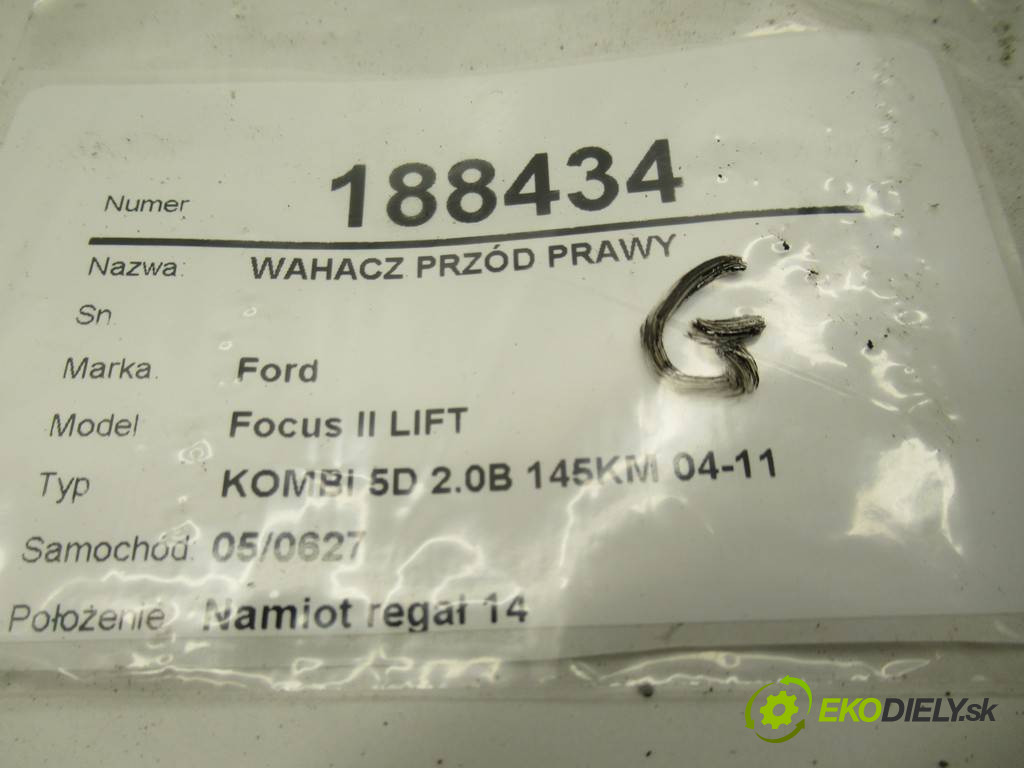 Numer 188434
Nazwa: WAHACZ PRZÓD PRAWY
G
Sn.
Marka. Ford
Model Focus II LIFT
Typ KOMBI 5D 2.0B 145KM 04-11
Samochód: 05/0627
Położenie Namiot regał 14
EKODIELY.sk